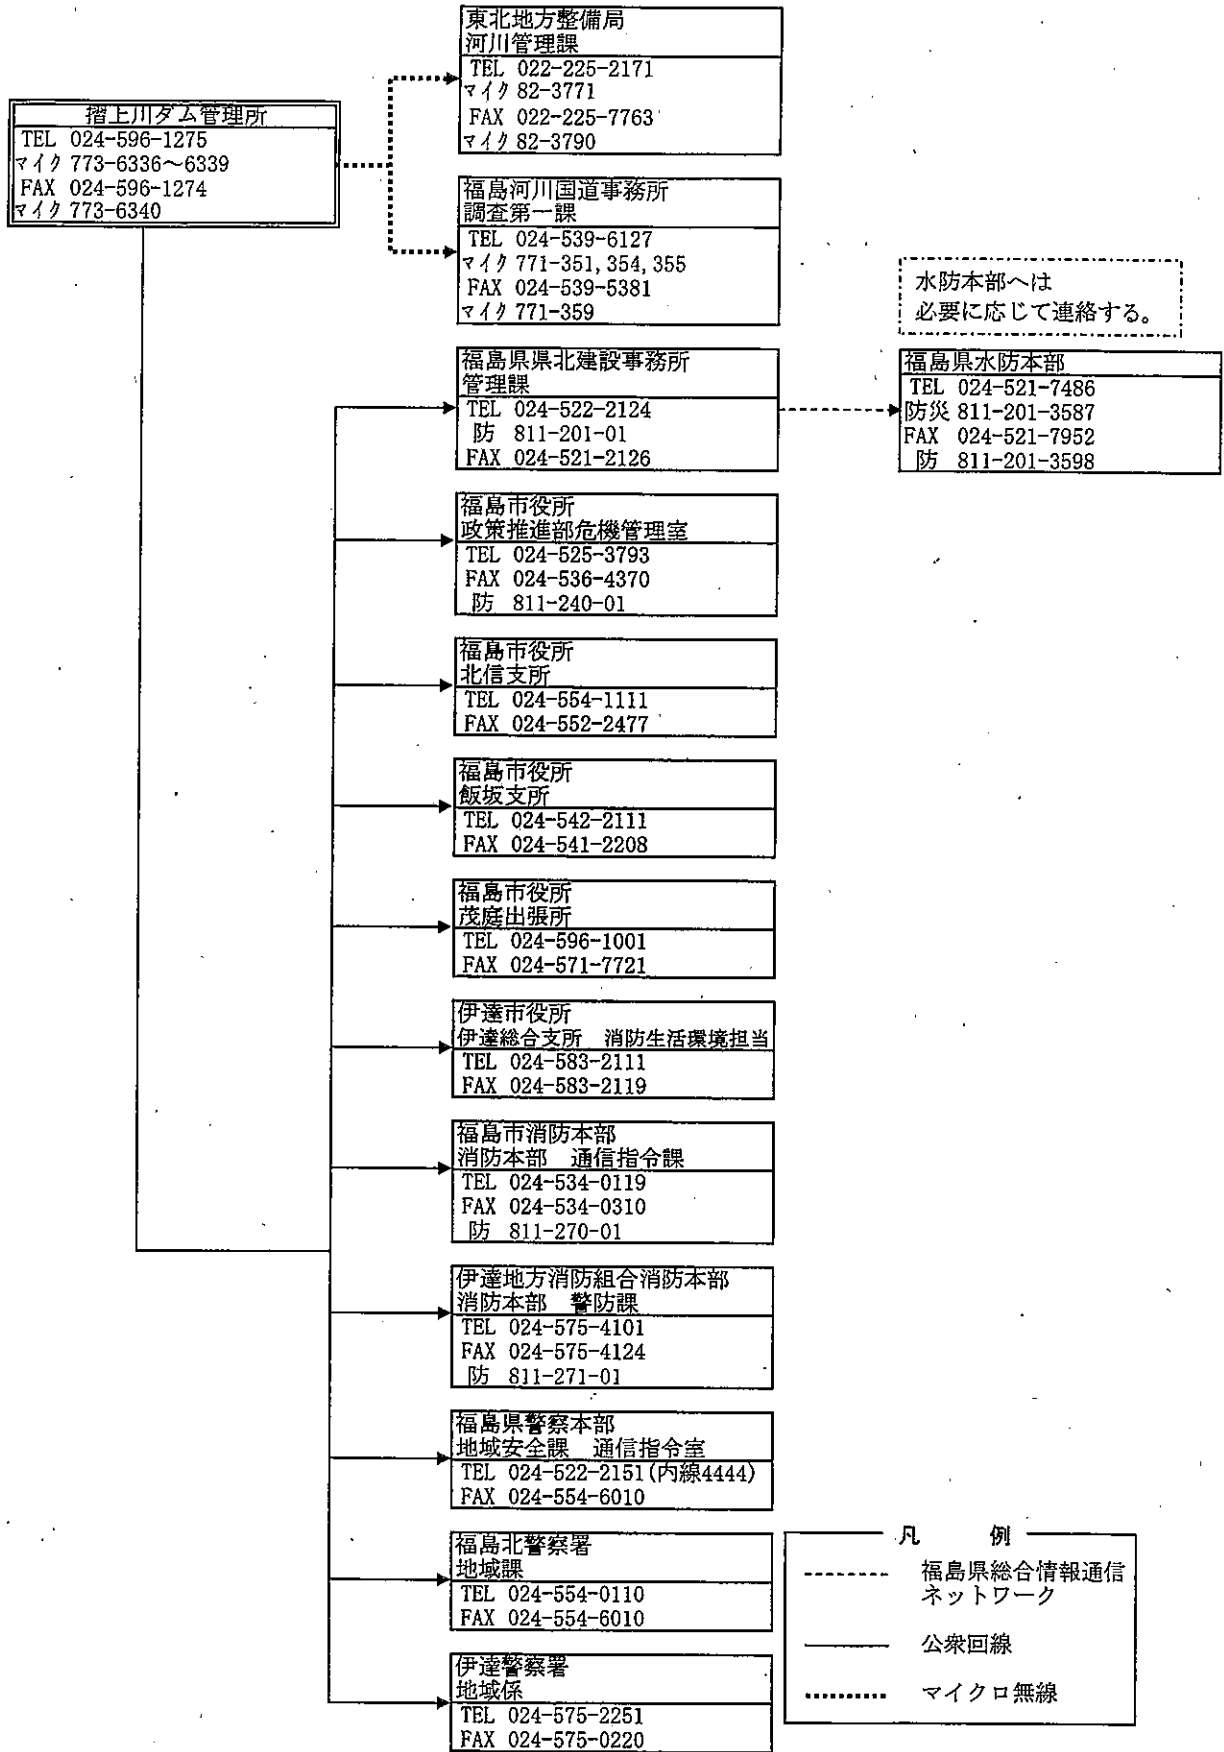 摺上川ダム管理所
TEL 024-596-1275
マイク 773-6336～6339
FAX 024-596-1274
マイク 773-6340
東北地方整備局
河川管理課
TEL 022-225-2171
マイク 82-3771
FAX 022-225-7763
マイク 82-3790
福島河川国道事務所
調査第一課
TEL 024-539-6127
マイク 771-351, 354, 355
FAX 024-539-5381
マイク 771-359
水防本部へは
必要に応じて連絡する。
福島県県北建設事務所
管理課
TEL 024-522-2124
防 811-201-01
FAX 024-521-2126
福島県水防本部
TEL 024-521-7486
防災 811-201-3587
FAX 024-521-7952
防 811-201-3598
福島市役所
政策推進部危機管理室
TEL 024-525-3793
FAX 024-536-4370
防 811-240-01
福島市役所
北信支所
TEL 024-554-1111
FAX 024-552-2477
福島市役所
飯坂支所
TEL 024-542-2111
FAX 024-541-2208
福島市役所
茂庭出張所
TEL 024-596-1001
FAX 024-571-7721
伊達市役所
伊達総合支所 消防生活環境担当
TEL 024-583-2111
FAX 024-583-2119
福島市消防本部
消防本部 通信指令課
TEL 024-534-0119
FAX 024-534-0310
防 811-270-01
伊達地方消防組合消防本部
消防本部 警防課
TEL 024-575-4101
FAX 024-575-4124
防 811-271-01
福島県警察本部
地域安全課 通信指令室
TEL 024-522-2151(内線4444)
FAX 024-554-6010
福島北警察署
地域課
TEL 024-554-0110
FAX 024-554-6010
伊達警察署
地域係
TEL 024-575-2251
FAX 024-575-0220
凡 例
福島県総合情報通信
ネットワーク
公衆回線
マイクロ無線